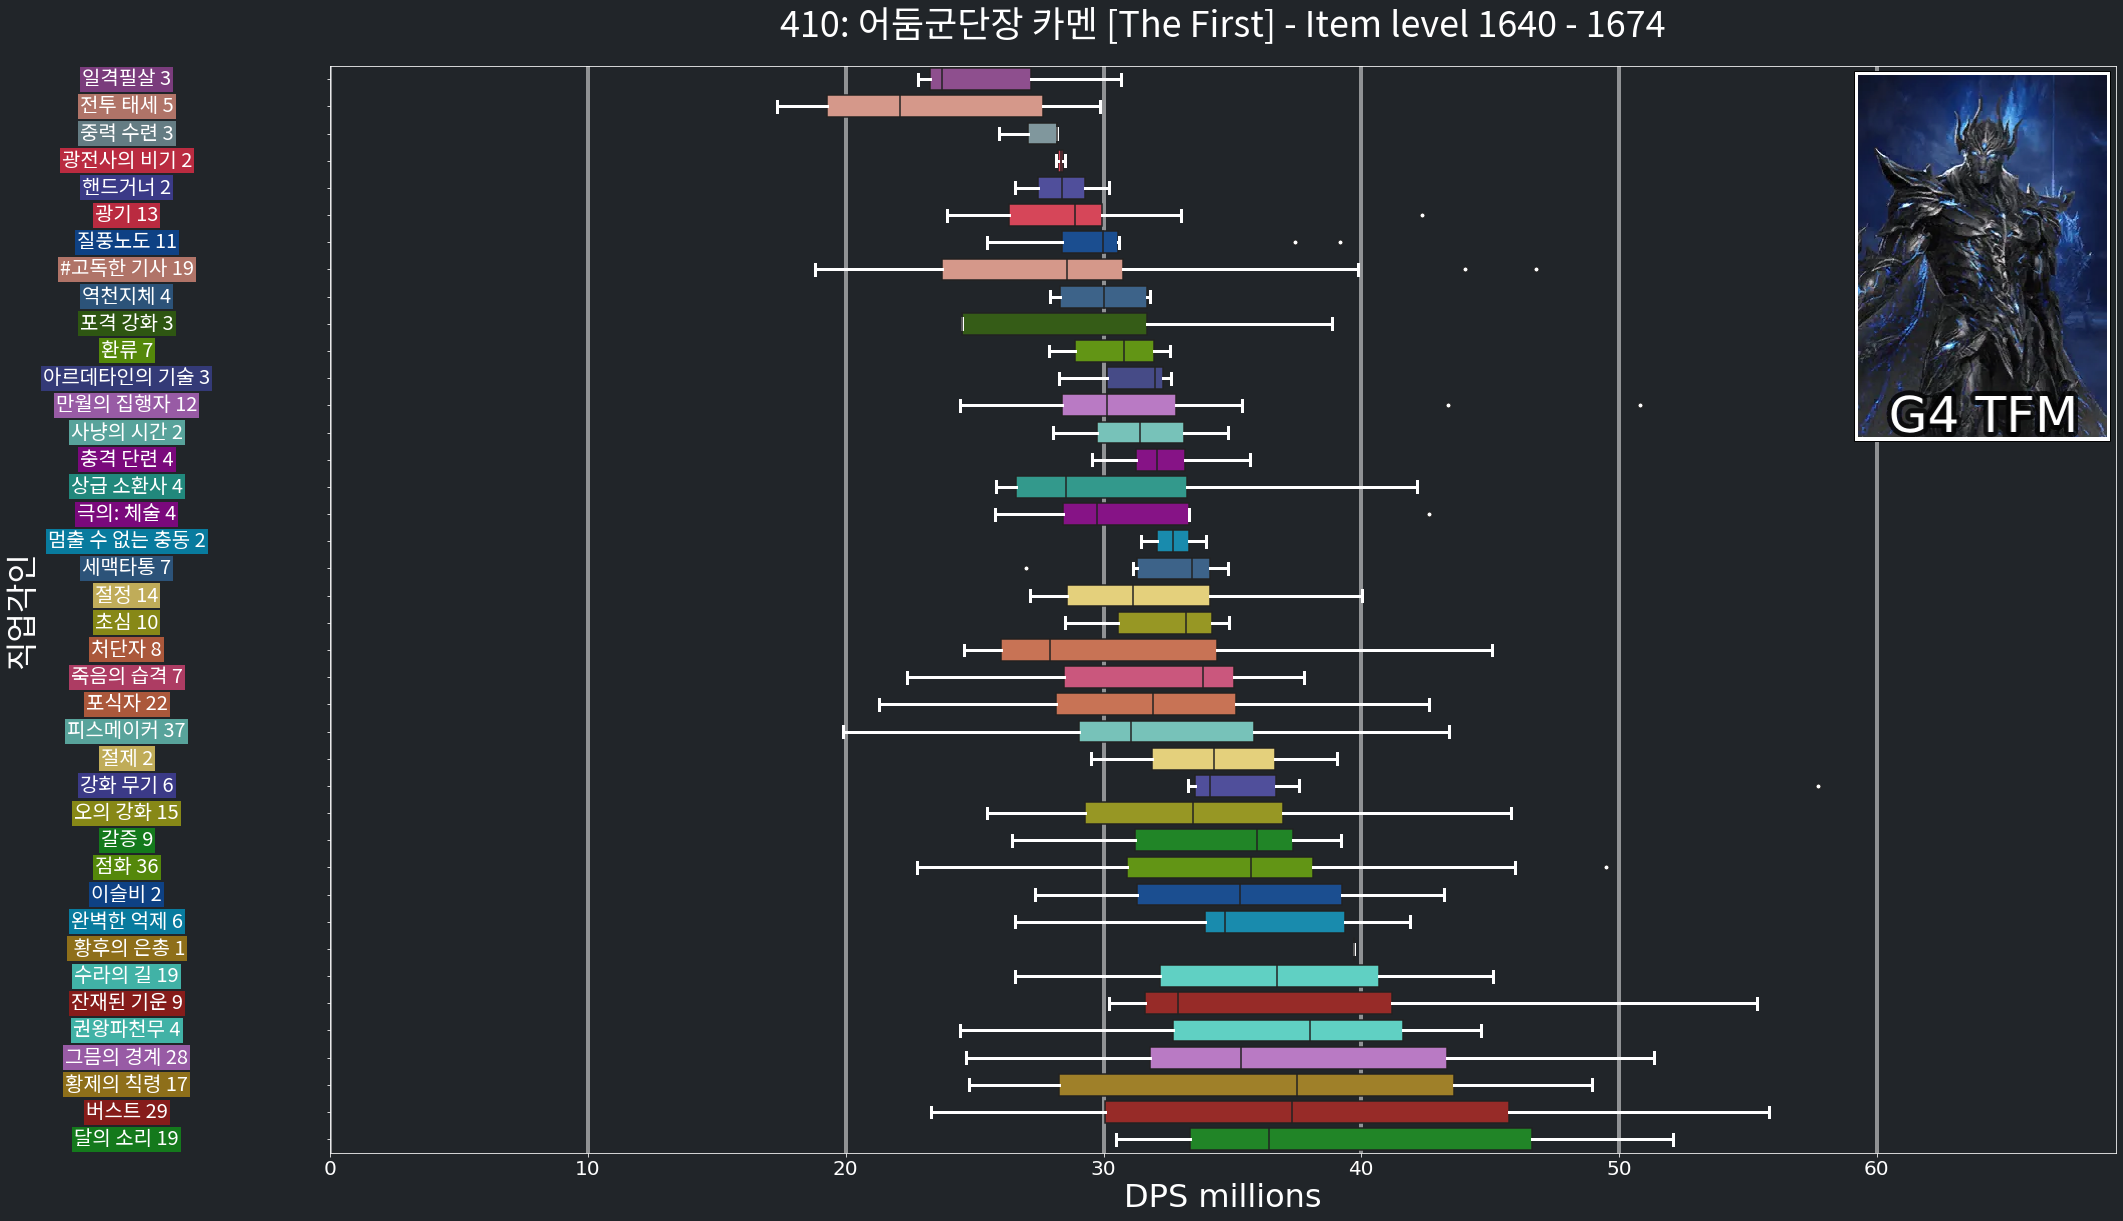 410: 어둠군단장 카멘 [The First] - Item level 1640 - 1674
일격필살 3
전투 태세 5
중력 수련 3
광전사의 비기 2
핸드거너 2
광기 13
질풍노도 11
#고독한 기사 19
역천지체 4
포격 강화 3
환류 7
아르데타인의 기술 3
만월의 집행자 12
사냥의 시간 2
충격 단련 4
상급 소환사 4
극의: 체술 4
멈출 수 없는 충동 2
세맥타통 7
절정 14
초심 10
처단자 8
죽음의 습격 7
포식자 22
피스메이커 37
절제 2
강화 무기 6
오의 강화 15
갈증 9
점화 36
이슬비 2
완벽한 억제 6
황후의 은총 1
수라의 길 19
잔재된 기운 9
권왕파천무 4
그믐의 경계 28
황제의 칙령 17
버스트 29
달의 소리 19
직업각인
G4 TFM
0 10 20 30 40 50 60
DPS millions